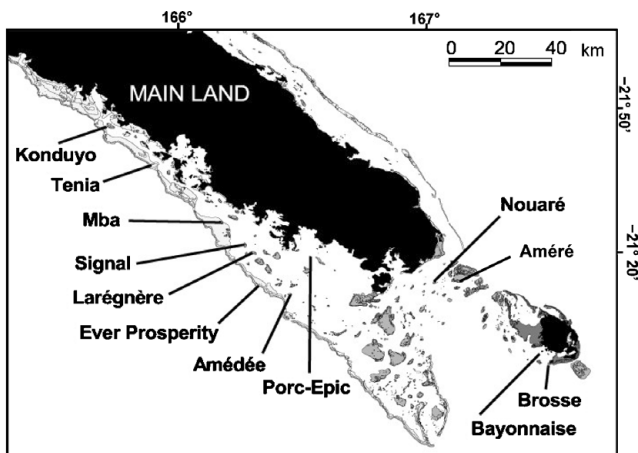 166°
167°
0 20 40
km
MAIN LAND
−21°,50'
Konduyo
Tenia
Mba
Nouaré
Signal
Améré
−21° 20'
Larégnère
Ever Prosperity
Amédée
Porc-Epic
Brosse
Bayonnaise